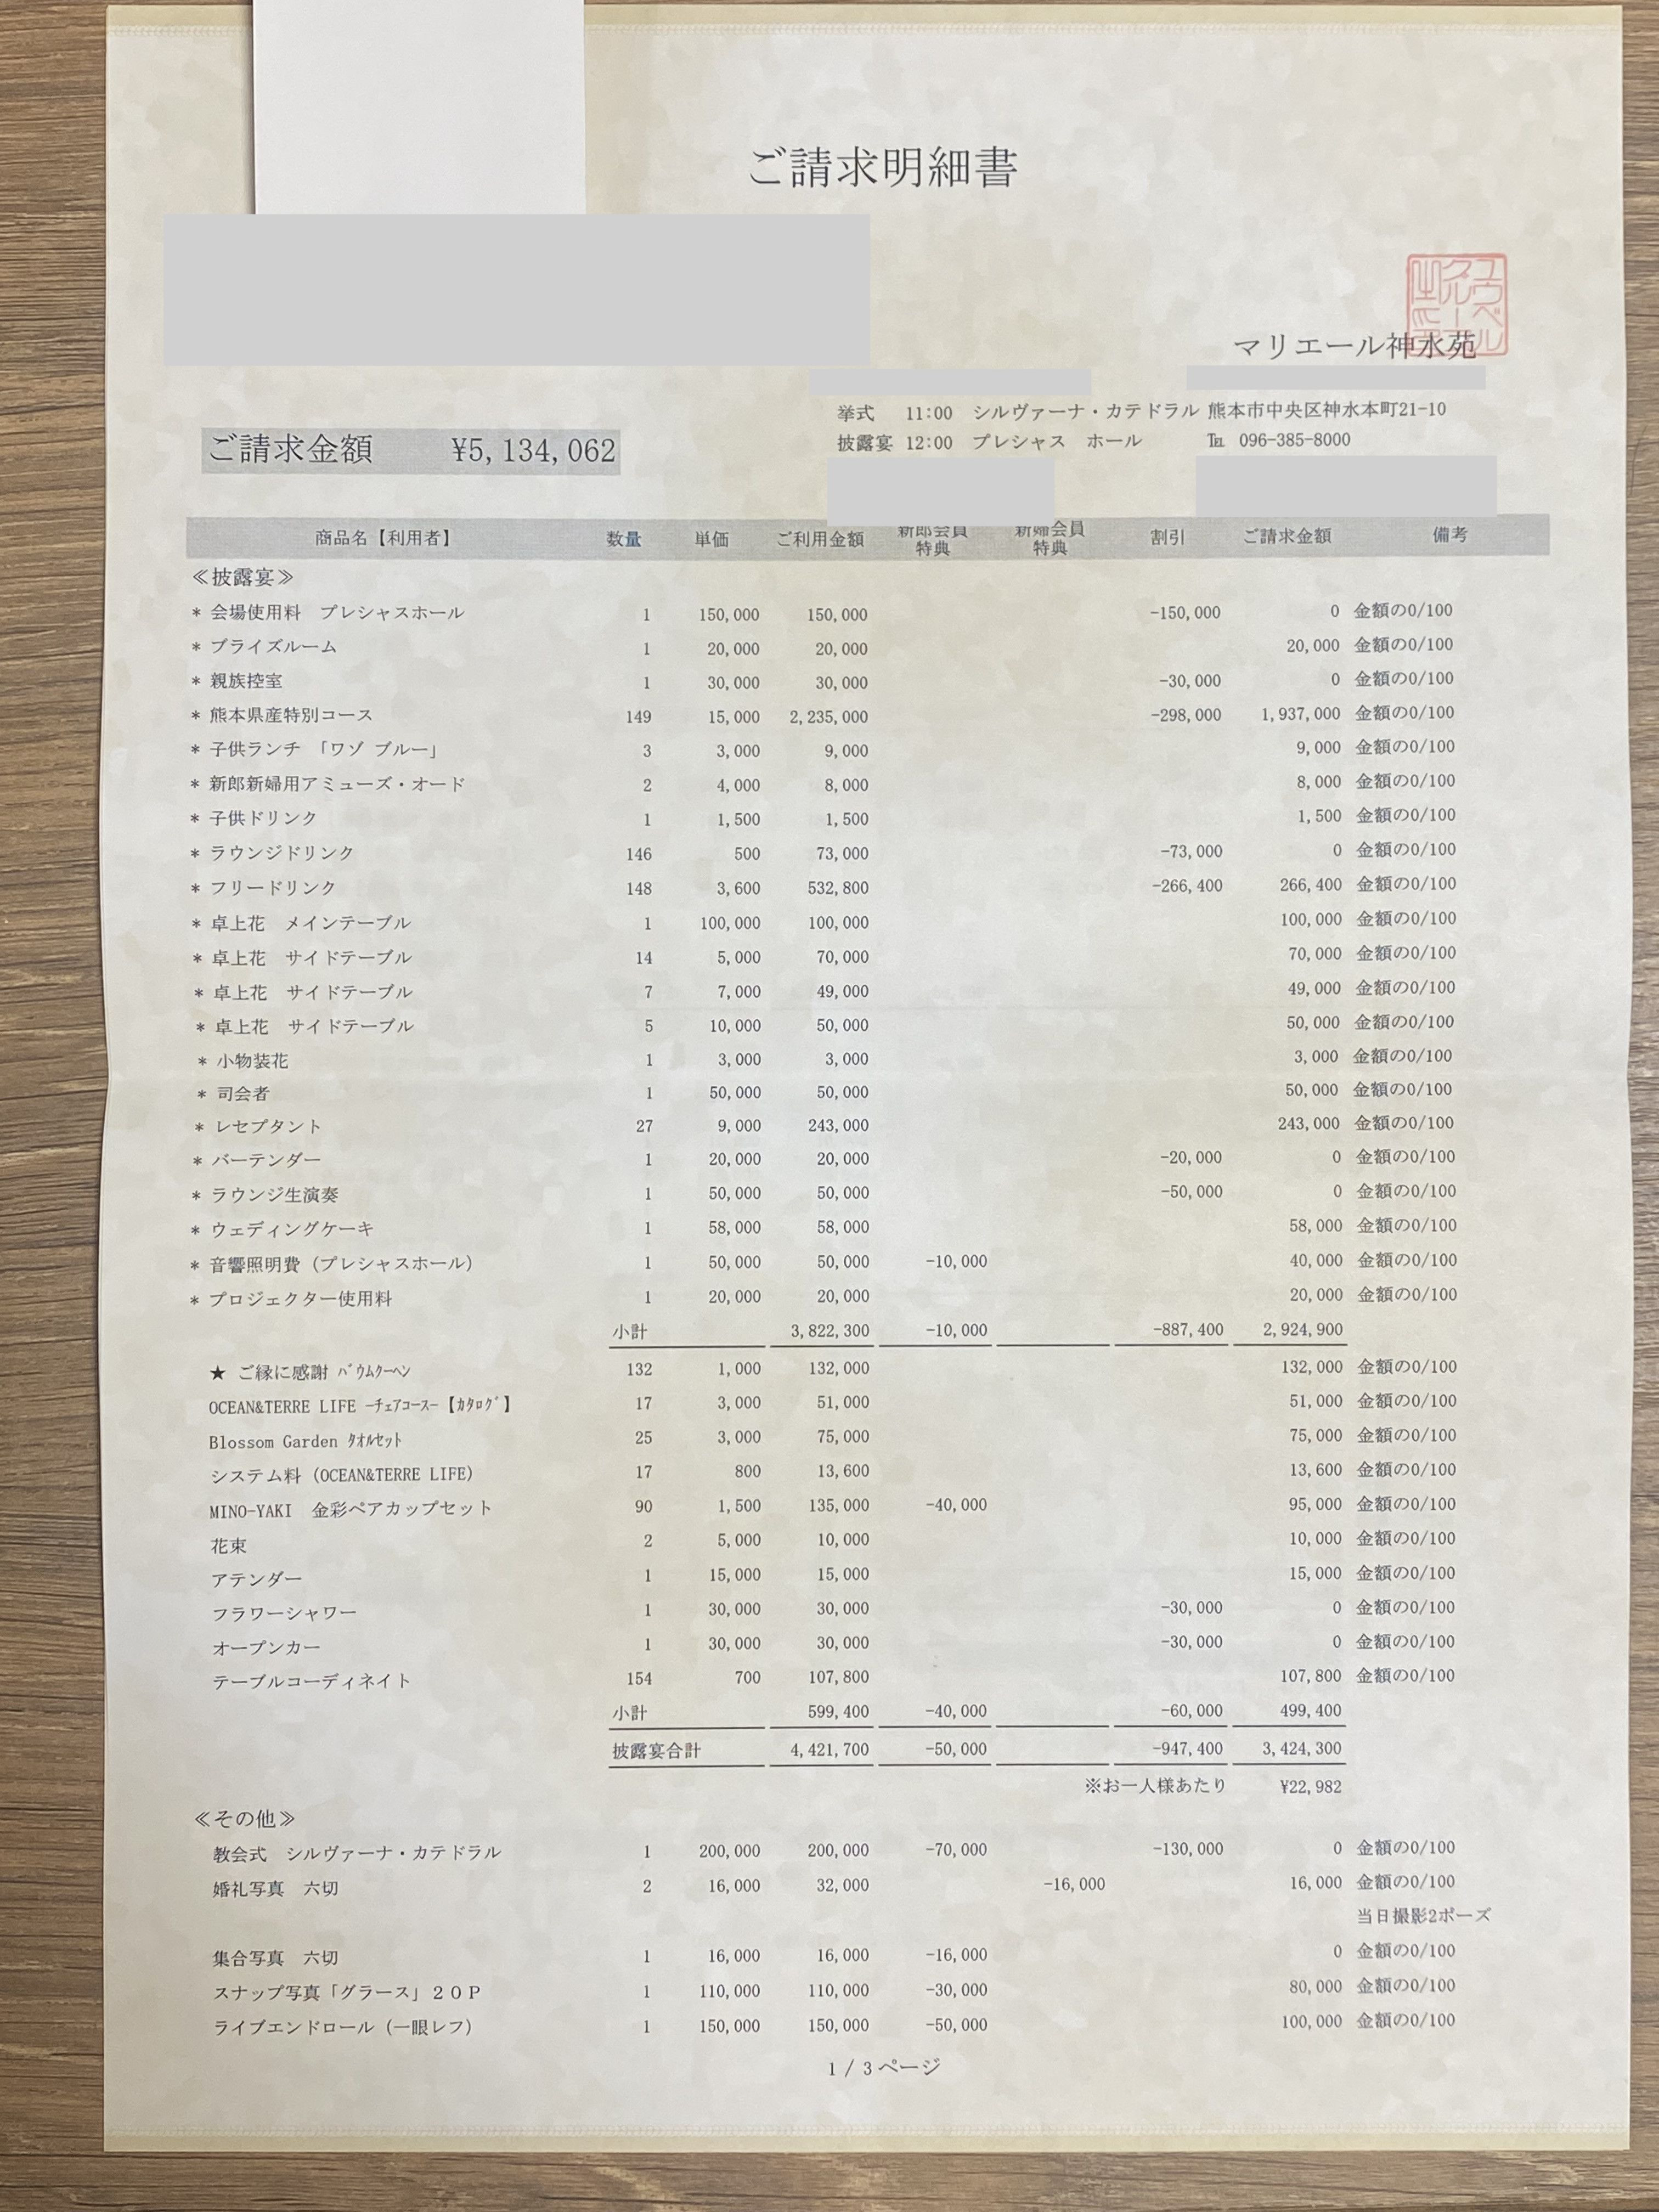 ご請求明細書
マリエール神水苑
挙式 11:00 シルヴァーナ・カテドラル 熊本市中央区神水本町21-10
披露宴 12:00 プレシャス ホール ℡ 096-385-8000
ご請求金額 ¥5,134,062
商品名【利用者】 数量 単価 ご利用金額 新郎会員特典 新婦会員特典 割引 ご請求金額 備考
≪披露宴≫
* 会場使用料 プレシャスホール 1 150,000 150,000 -150,000 0 金額の0/100
* ブライズルーム 1 20,000 20,000 20,000 金額の0/100
* 親族控室 1 30,000 30,000 -30,000 0 金額の0/100
* 熊本県産特別コース 149 15,000 2,235,000 -298,000 1,937,000 金額の0/100
* 子供ランチ 「ワゾ ブルー」 3 3,000 9,000 9,000 金額の0/100
* 新郎新婦用アミューズ・オード 2 4,000 8,000 8,000 金額の0/100
* 子供ドリンク 1 1,500 1,500 1,500 金額の0/100
* ラウンジドリンク 146 500 73,000 -73,000 0 金額の0/100
* フリードリンク 148 3,600 532,800 -266,400 266,400 金額の0/100
* 卓上花 メインテーブル 1 100,000 100,000 100,000 金額の0/100
* 卓上花 サイドテーブル 14 5,000 70,000 70,000 金額の0/100
* 卓上花 サイドテーブル 7 7,000 49,000 49,000 金額の0/100
* 卓上花 サイドテーブル 5 10,000 50,000 50,000 金額の0/100
* 小物装花 1 3,000 3,000 3,000 金額の0/100
* 司会者 1 50,000 50,000 50,000 金額の0/100
* レセプタント 27 9,000 243,000 243,000 金額の0/100
* バーテンダー 1 20,000 20,000 -20,000 0 金額の0/100
* ラウンジ生演奏 1 50,000 50,000 -50,000 0 金額の0/100
* ウェディングケーキ 1 58,000 58,000 58,000 金額の0/100
* 音響照明費（プレシャスホール） 1 50,000 50,000 -10,000 40,000 金額の0/100
* プロジェクター使用料 1 20,000 20,000 20,000 金額の0/100
小計 3,822,300 -10,000 -887,400 2,924,900
★ ご縁に感謝 ﾊﾞｳﾑｸｰﾍﾝ 132 1,000 132,000 132,000 金額の0/100
OCEAN&TERRE LIFE -ﾁｪｱｺｰｽ-【ｶﾀﾛｸﾞ】 17 3,000 51,000 51,000 金額の0/100
Blossom Garden ﾀｵﾙｾｯﾄ 25 3,000 75,000 75,000 金額の0/100
システム料（OCEAN&TERRE LIFE） 17 800 13,600 13,600 金額の0/100
MINO-YAKI 金彩ペアカップセット 90 1,500 135,000 -40,000 95,000 金額の0/100
花束 2 5,000 10,000 10,000 金額の0/100
アテンダー 1 15,000 15,000 15,000 金額の0/100
フラワーシャワー 1 30,000 30,000 -30,000 0 金額の0/100
オープンカー 1 30,000 30,000 -30,000 0 金額の0/100
テーブルコーディネイト 154 700 107,800 107,800 金額の0/100
小計 599,400 -40,000 -60,000 499,400
披露宴合計 4,421,700 -50,000 -947,400 3,424,300
※お一人様あたり ¥22,982
≪その他≫
教会式 シルヴァーナ・カテドラル 1 200,000 200,000 -70,000 -130,000 0 金額の0/100
婚礼写真 六切 2 16,000 32,000 -16,000 16,000 金額の0/100
当日撮影2ポーズ
集合写真 六切 1 16,000 16,000 -16,000 0 金額の0/100
スナップ写真「グラース」２０Ｐ 1 110,000 110,000 -30,000 80,000 金額の0/100
ライブエンドロール（一眼レフ） 1 150,000 150,000 -50,000 100,000 金額の0/100
1 / 3 ページ